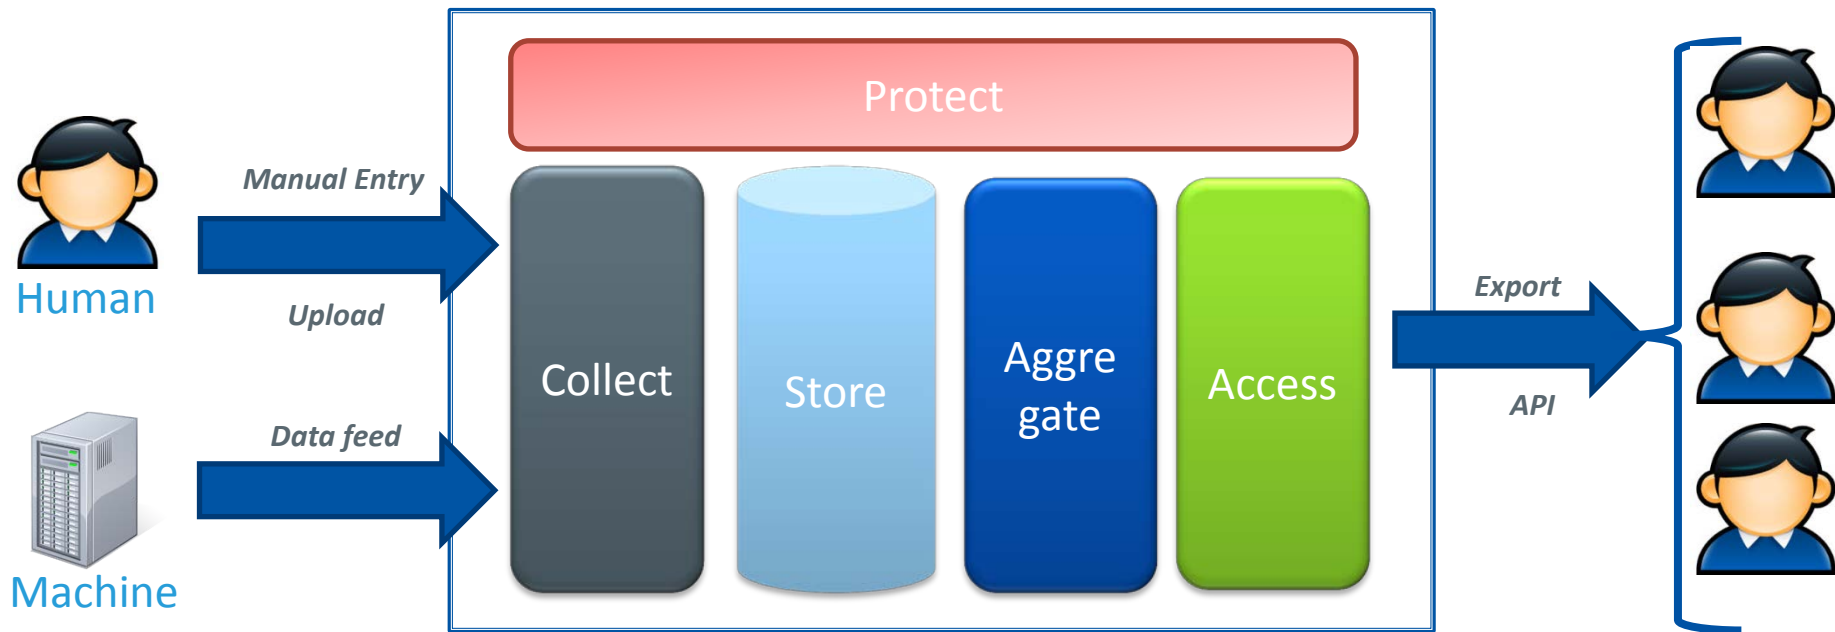 Protect
Manual Entry
Human
Upload
Data feed
Machine
Collect
Store
Aggre
gate
Access
Export
API